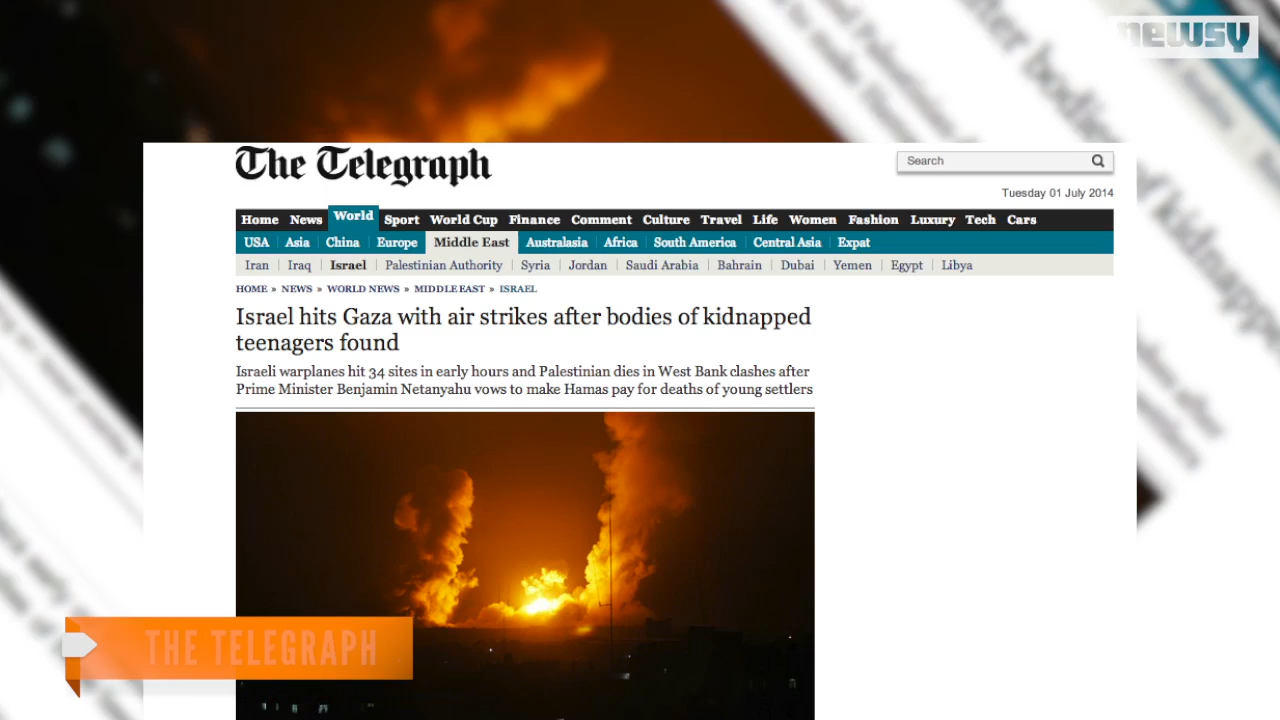 newsy
The Telegraph
Search
Tuesday 01 July 2014
Home News World Sport World Cup Finance Comment Culture Travel Life Women Fashion Luxury Tech Cars
USA Asia China Europe Middle East Australasia Africa South America Central Asia Expat
Iran Iraq Israel Palestinian Authority Syria Jordan Saudi Arabia Bahrain Dubai Yemen Egypt Libya
HOME » NEWS » WORLD NEWS » MIDDLE EAST » ISRAEL
Israel hits Gaza with air strikes after bodies of kidnapped
teenagers found
Israeli warplanes hit 34 sites in early hours and Palestinian dies in West Bank clashes after
Prime Minister Benjamin Netanyahu vows to make Hamas pay for deaths of young settlers
THE TELEGRAPH